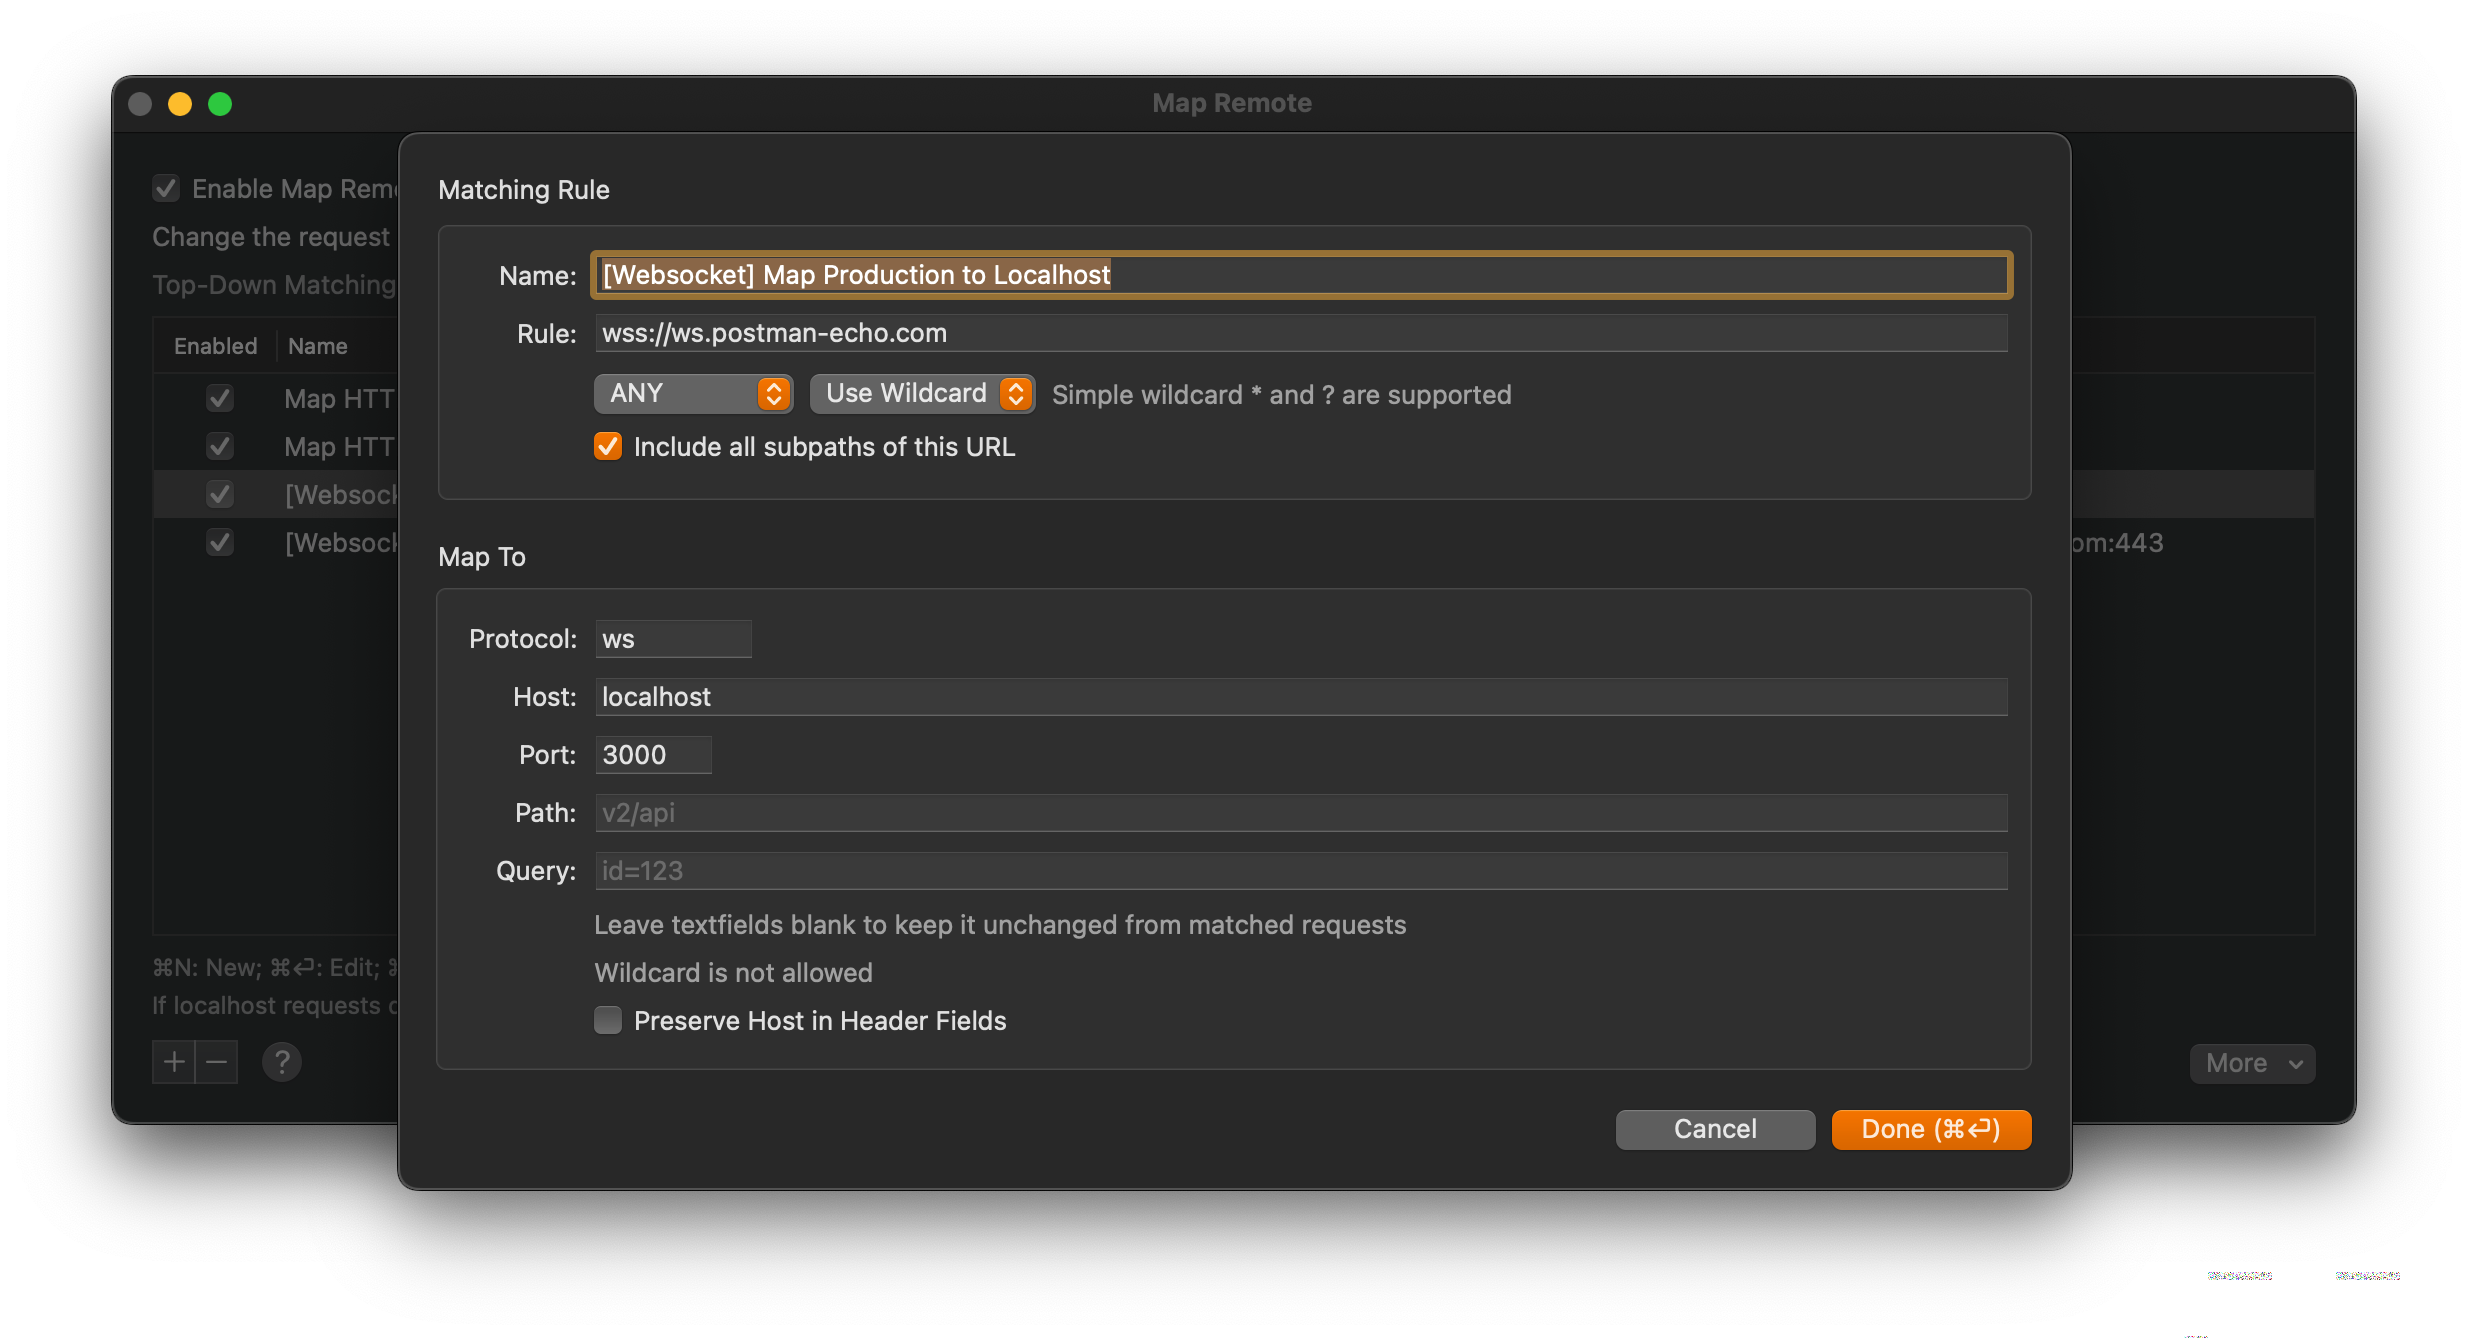 Map Remote
Enable Map Rem
Change the request
Top-Down Matching
Enabled Name
Map HTT
Map HTT
[Websoc
[Websoc
om:443
⌘N: New; ⌘↩: Edit; ⌘
If localhost requests
?
More
Matching Rule
Name: [Websocket] Map Production to Localhost
Rule: wss://ws.postman-echo.com
ANY Use Wildcard Simple wildcard * and ? are supported
Include all subpaths of this URL
Map To
Protocol: ws
Host: localhost
Port: 3000
Path: v2/api
Query: id=123
Leave textfields blank to keep it unchanged from matched requests
Wildcard is not allowed
Preserve Host in Header Fields
Cancel Done (⌘↩)